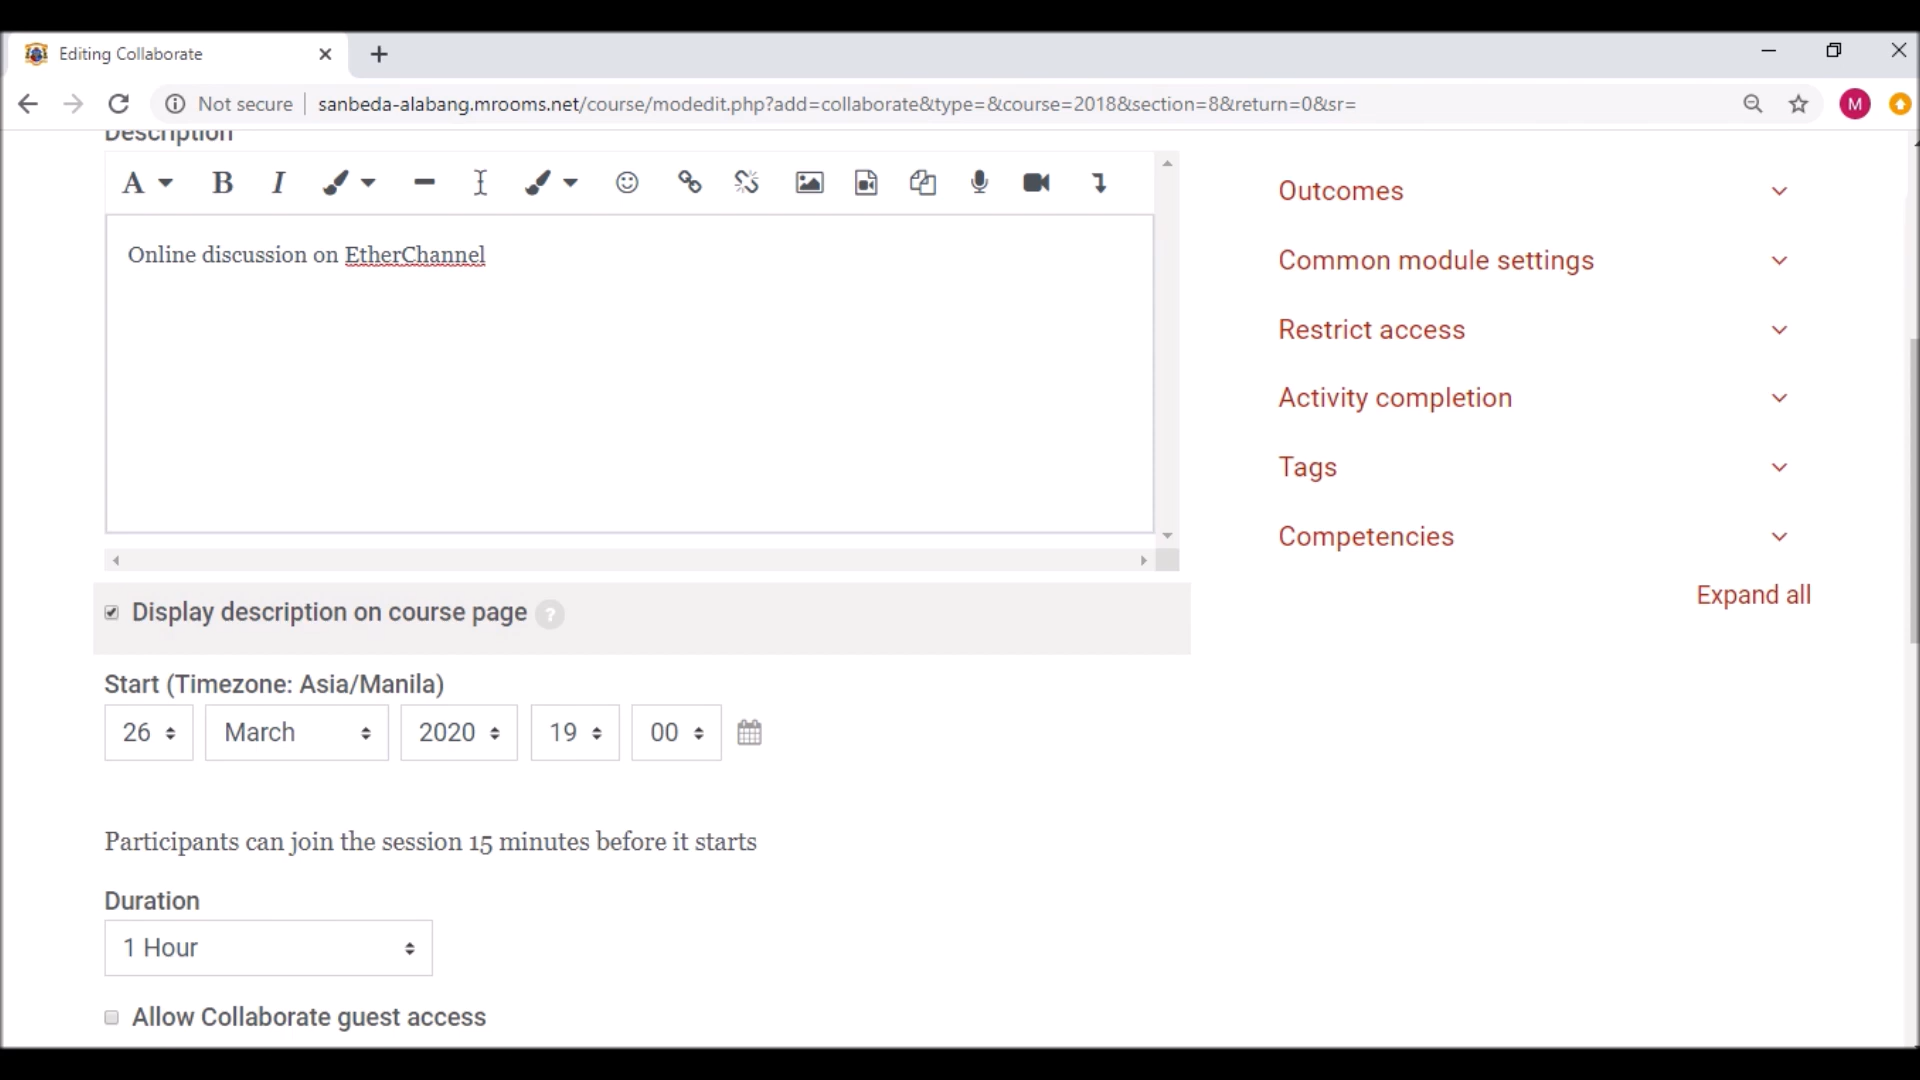 Editing Collaborate
Not secure
sanbeda-alabang.mrooms.net/course/modedit.php?add=collaborate&type=&course=2018&section=8&return=0&sr=
M
Description
A B I
Online discussion on EtherChannel
Display description on course page ?
Start (Timezone: Asia/Manila)
26 March 2020 19 00
Participants can join the session 15 minutes before it starts
Duration
1 Hour
Allow Collaborate guest access
Outcomes
Common module settings
Restrict access
Activity completion
Tags
Competencies
Expand all